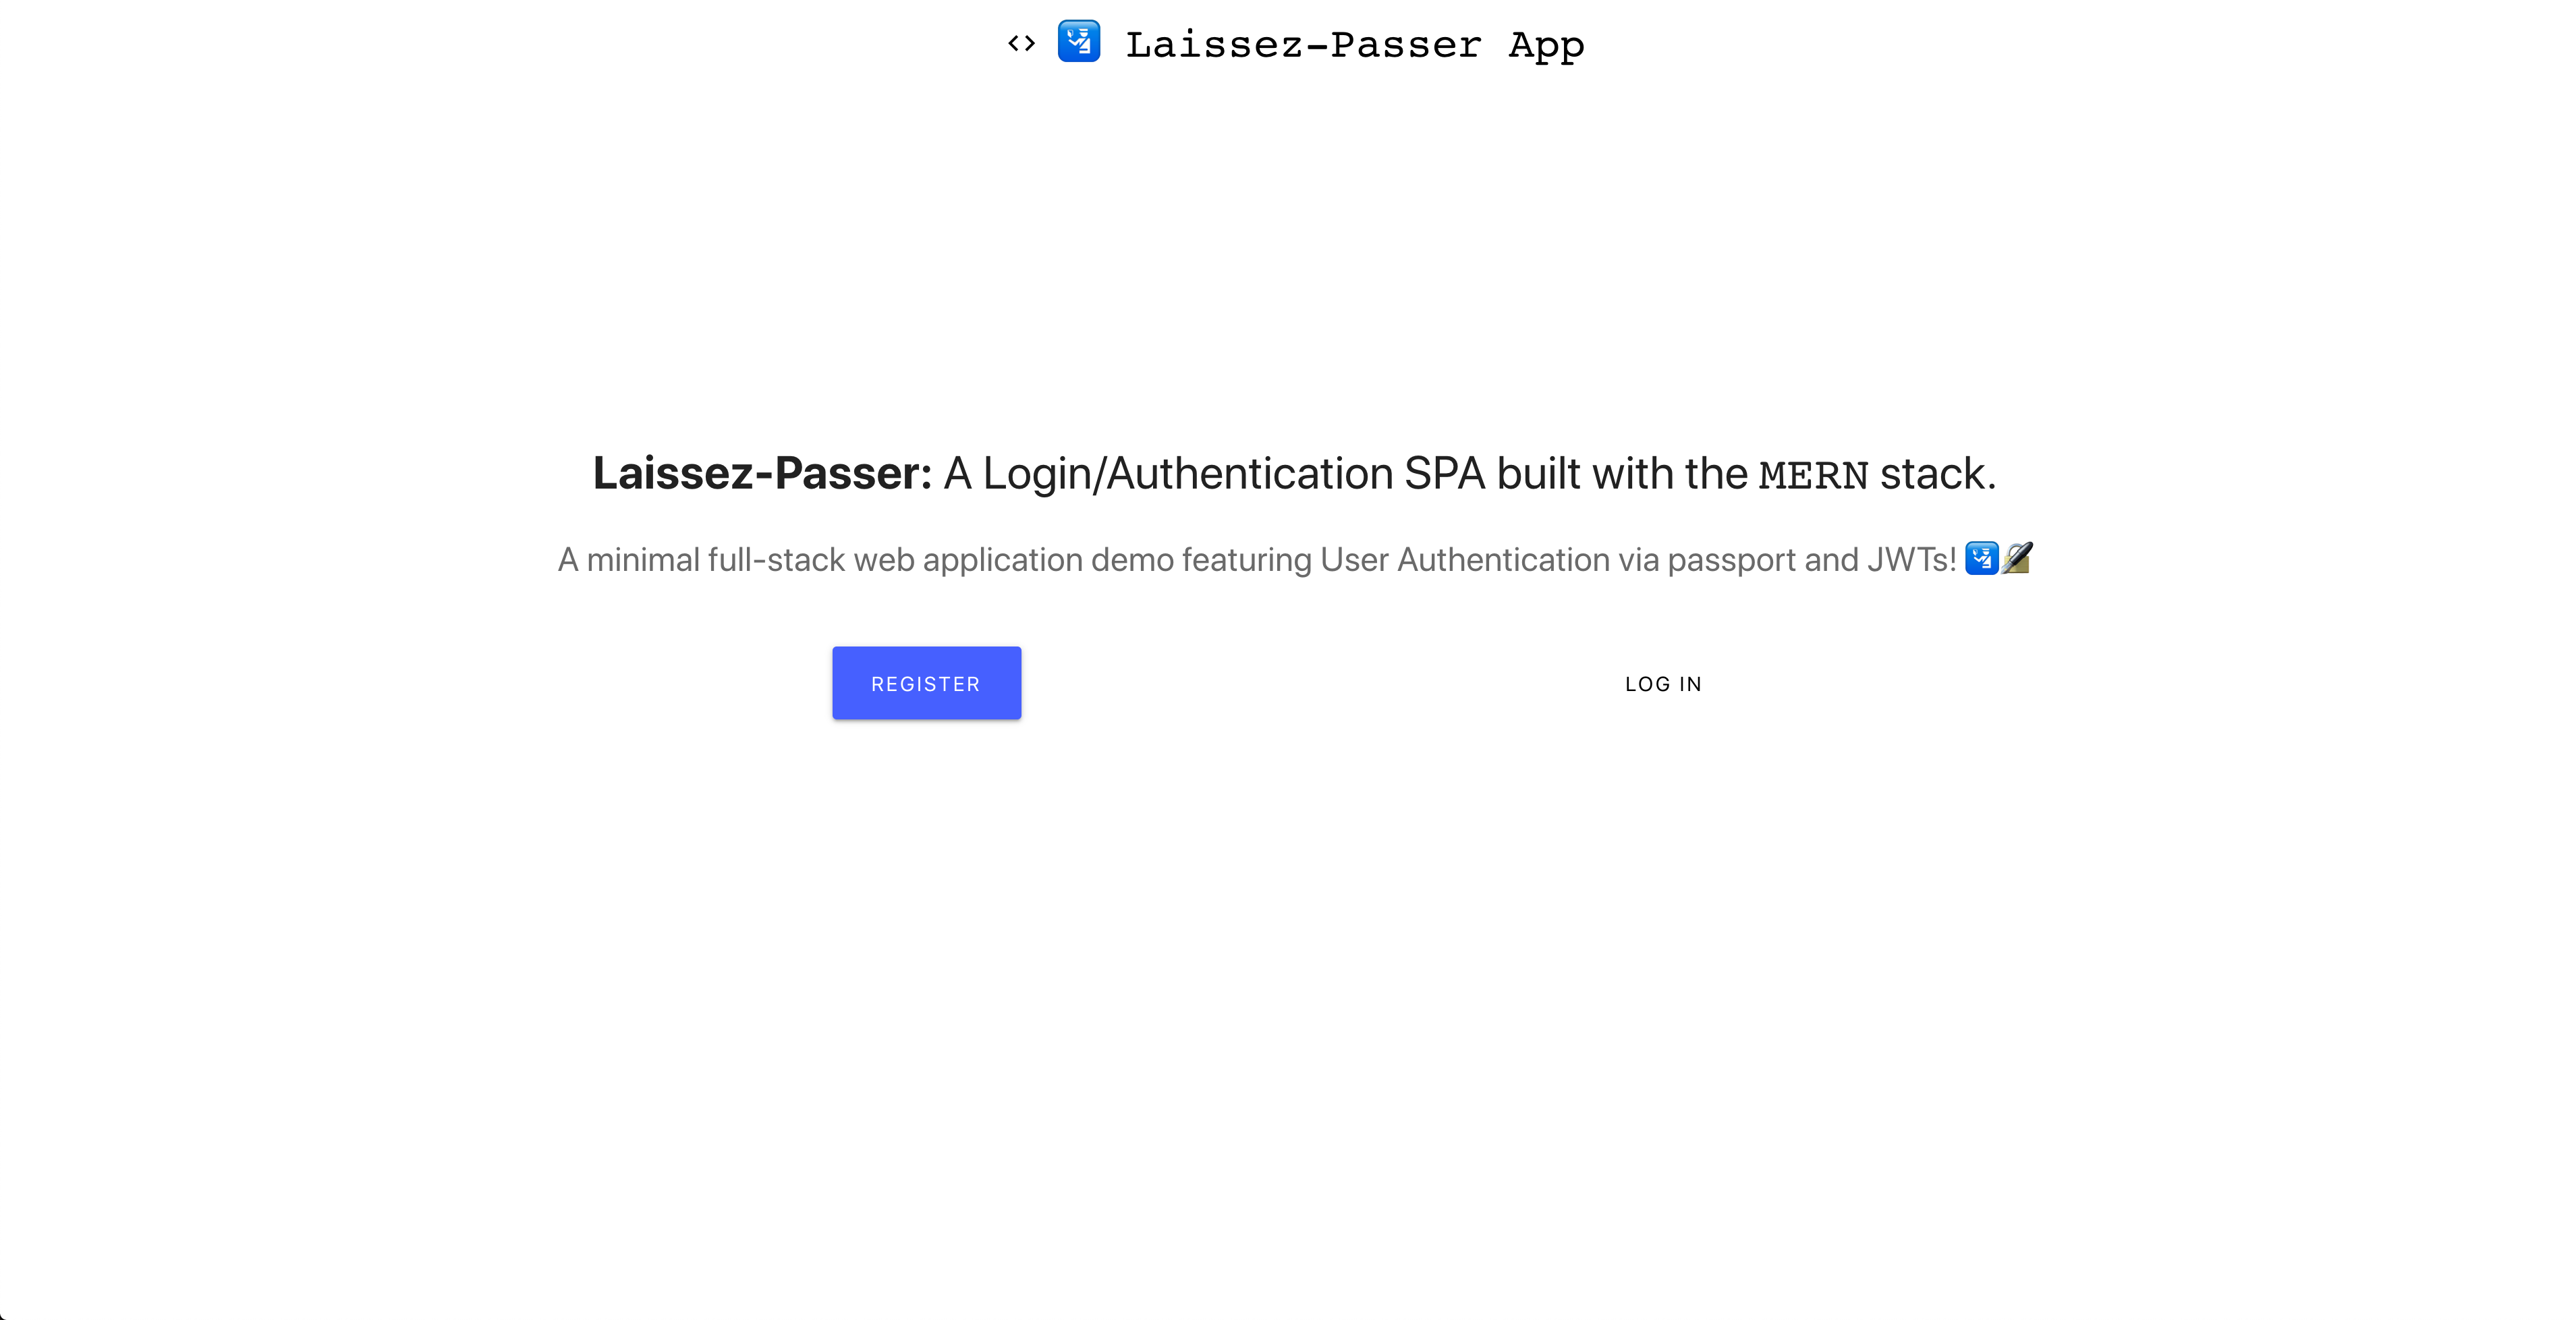 <> 🛂 Laissez-Passer App
Laissez-Passer: A Login/Authentication SPA built with the MERN stack.
A minimal full-stack web application demo featuring User Authentication via passport and JWTs! 🛂🔏
REGISTER
LOG IN